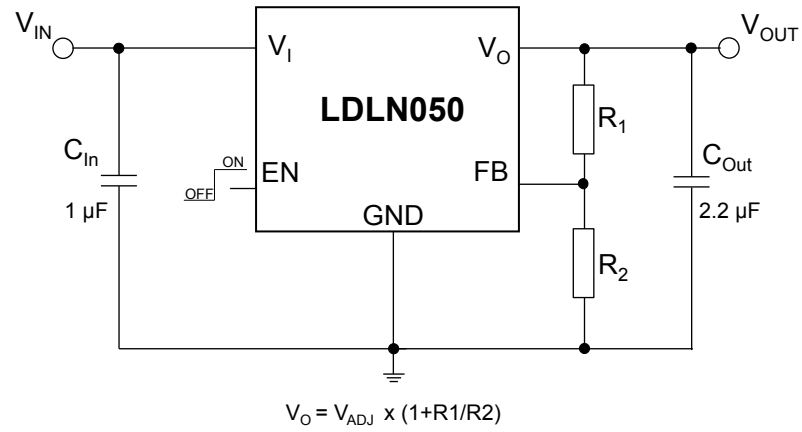 V_IN
V_OUT
V_I
V_O
LDLN050
R_1
C_In
C_Out
ON
EN
FB
OFF
1 µF
2.2 µF
GND
R_2
V_O = V_ADJ x (1+R1/R2)